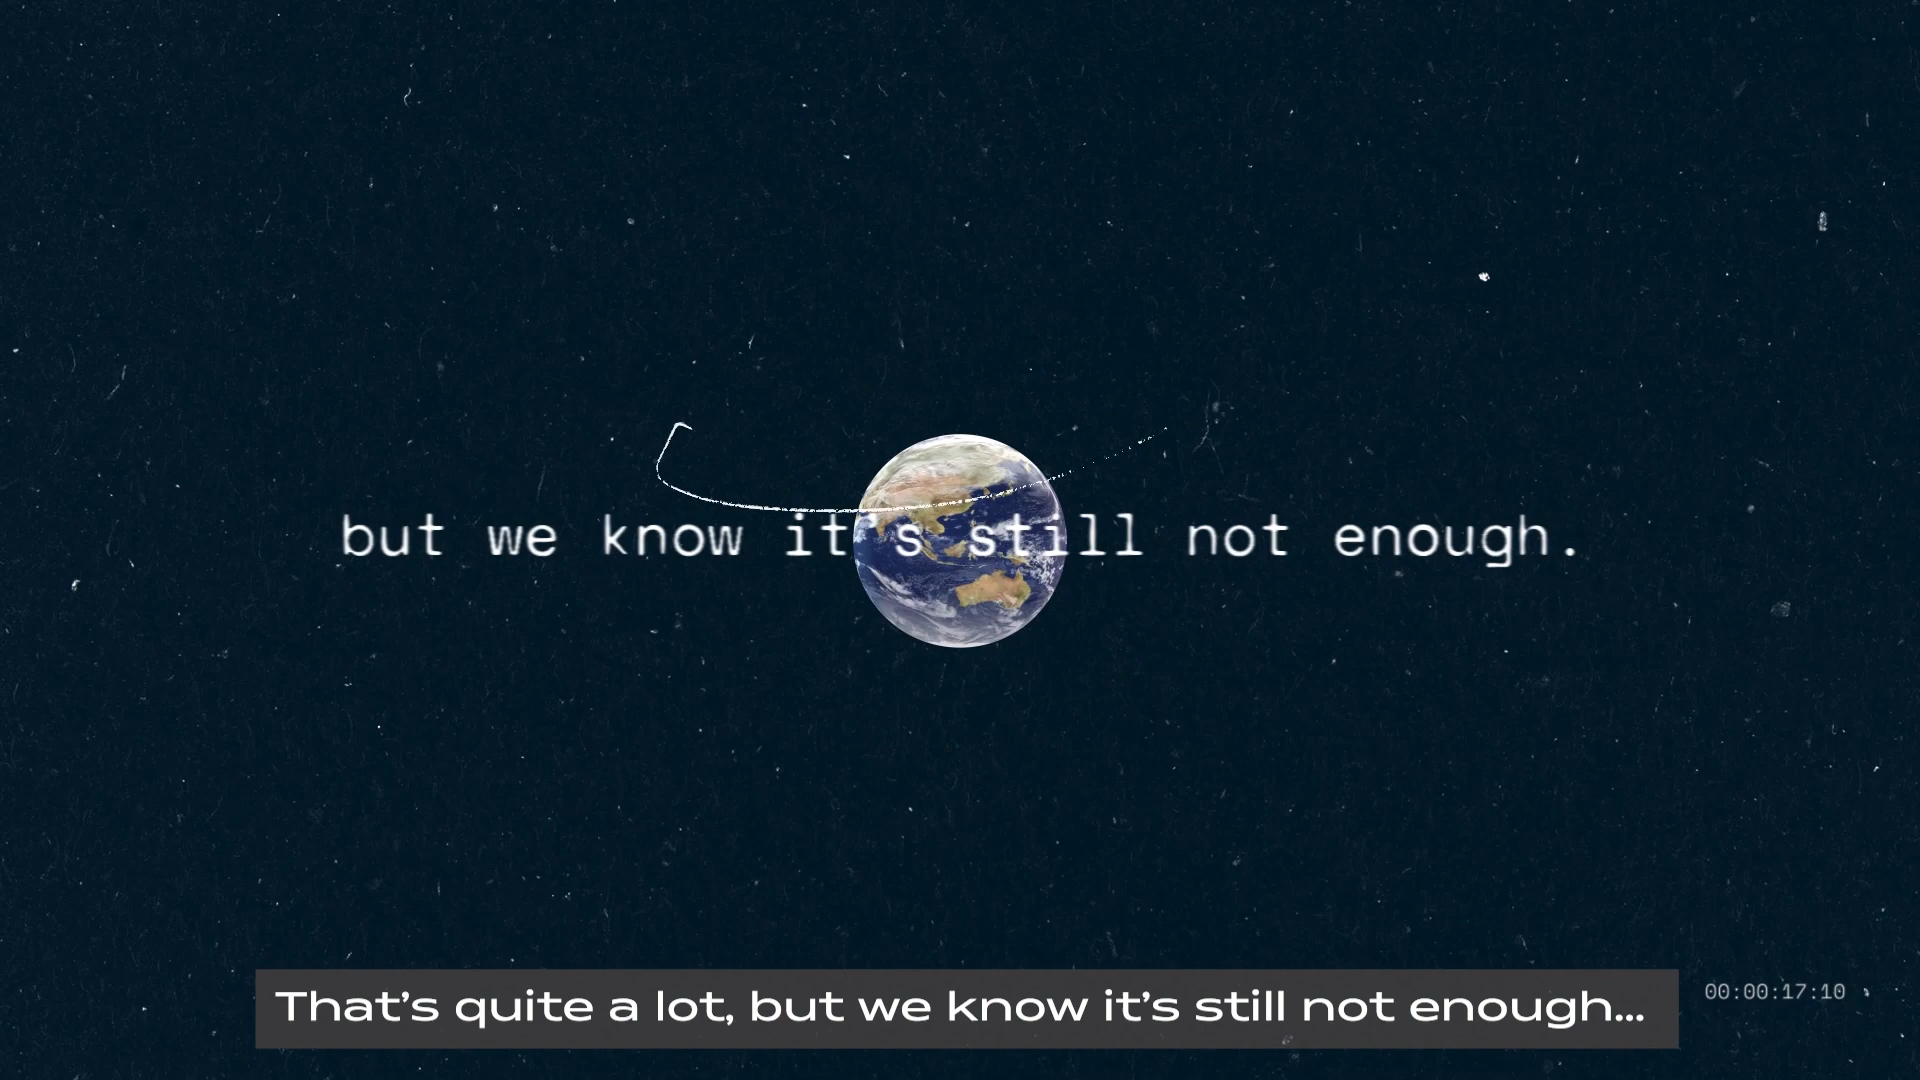 but we know it's still not enough.
00:00:17:10
That’s quite a lot, but we know it’s still not enough...